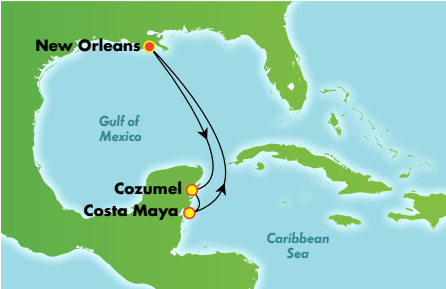 New Orleans
Gulf of
Mexico
Cozumel
Costa Maya
Caribbean
Sea